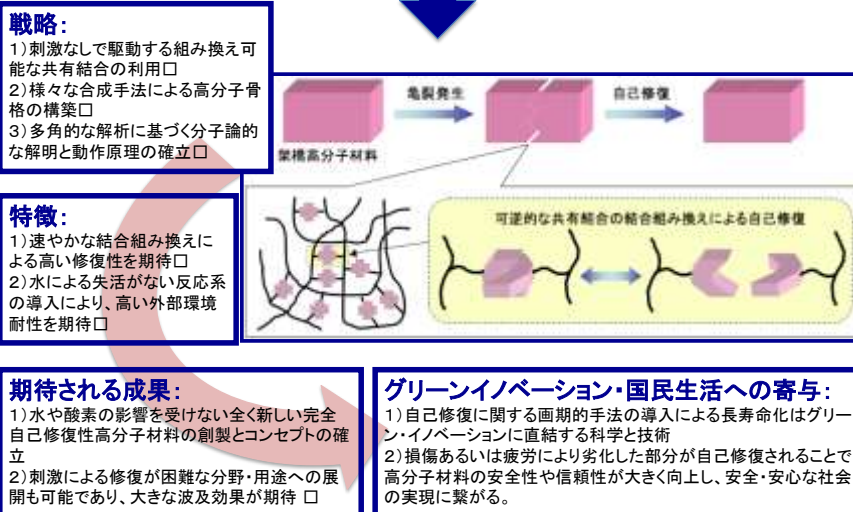 戦略：
1）刺激なしで駆動する組み換え可
能な共有結合の利用□
2）様々な合成手法による高分子骨
格の構築□
3）多角的な解析に基づく分子論的
な解明と動作原理の確立□
亀裂発生
自己修復
架橋高分子材料
特徴：
1）速やかな結合組み換えに
よる高い修復性を期待□
2）水による失活がない反応系
の導入により、高い外部環境
耐性を期待□
可逆的な共有結合の結合組み換えによる自己修復
期待される成果：
1）水や酸素の影響を受けない全く新しい完全
自己修復性高分子材料の創製とコンセプトの確
立
2）刺激による修復が困難な分野・用途への展
開も可能であり、大きな波及効果が期待 □
グリーンイノベーション・国民生活への寄与：
1）自己修復に関する画期的手法の導入による長寿命化はグリー
ン・イノベーションに直結する科学と技術
2）損傷あるいは疲労により劣化した部分が自己修復されることで
高分子材料の安全性や信頼性が大きく向上し、安全・安心な社会
の実現に繋がる。